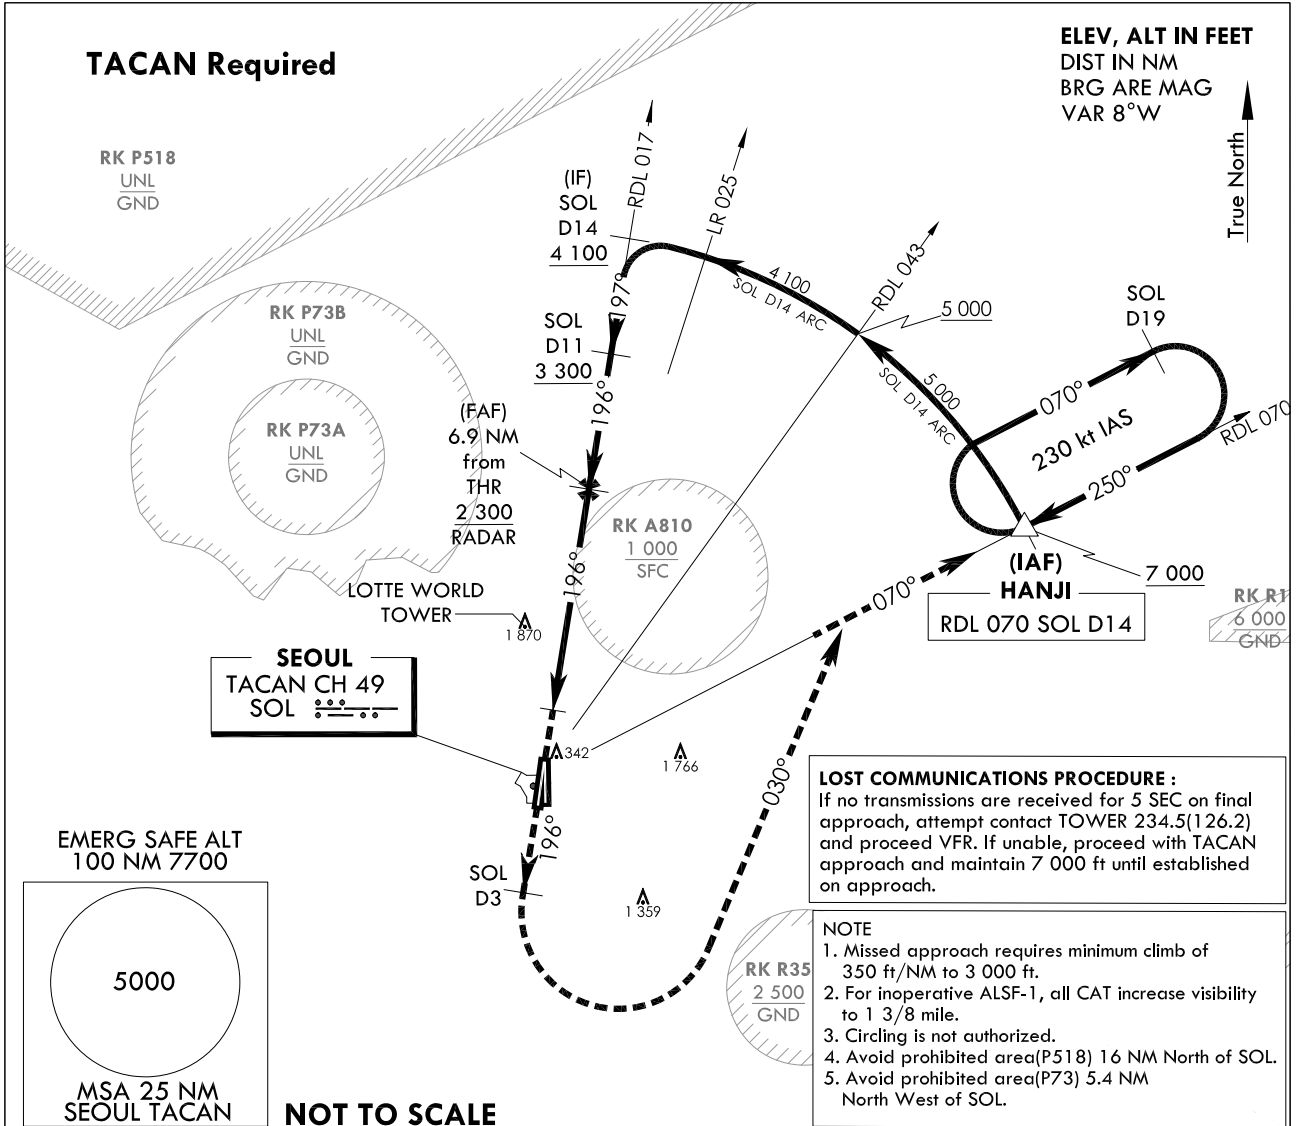 TACAN Required
ELEV, ALT IN FEET
DIST IN NM
BRG ARE MAG
VAR 8°W
True North
RK P518
UNL
GND
(IF)
SOL
D14
4 100
RDL 017
LR 025
RDL 043
4 100
SOL D14 ARC
5 000
5 000
SOL D14 ARC
SOL
D19
070°
230 kt IAS
250°
RDL 070
RK P73B
UNL
GND
RK P73A
UNL
GND
197°
SOL
D11
3 300
196°
(FAF)
6.9 NM
from
THR
2 300
RADAR
RK A810
1 000
SFC
196°
(IAF)
HANJI
RDL 070 SOL D14
7 000
070°
RK R1
6 000
GND
LOTTE WORLD
TOWER
1 870
SEOUL
TACAN CH 49
SOL
342
1 766
030°
196°
SOL
D3
1 359
LOST COMMUNICATIONS PROCEDURE :
If no transmissions are received for 5 SEC on final
approach, attempt contact TOWER 234.5(126.2)
and proceed VFR. If unable, proceed with TACAN
approach and maintain 7 000 ft until established
on approach.
EMERG SAFE ALT
100 NM 7700
5000
MSA 25 NM
SEOUL TACAN
NOT TO SCALE
RK R35
2 500
GND
NOTE
1. Missed approach requires minimum climb of
350 ft/NM to 3 000 ft.
2. For inoperative ALSF-1, all CAT increase visibility
to 1 3/8 mile.
3. Circling is not authorized.
4. Avoid prohibited area(P518) 16 NM North of SOL.
5. Avoid prohibited area(P73) 5.4 NM
North West of SOL.